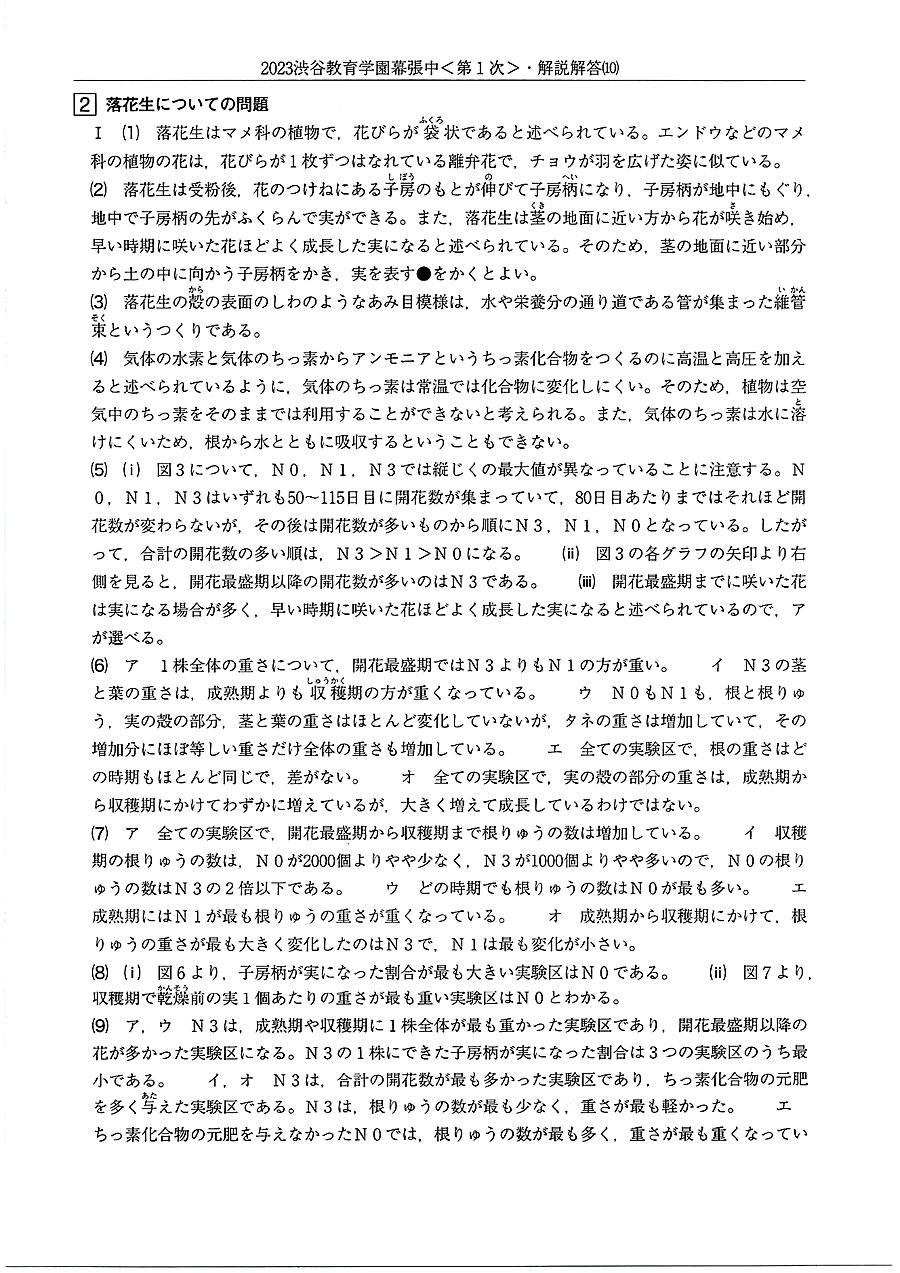 2023渋谷教育学園幕張中＜第１次＞・解説解答⑽
2 落花生についての問題
Ⅰ ⑴ 落花生はマメ科の植物で，花びらが袋状であると述べられている。エンドウなどのマメ
科の植物の花は，花びらが１枚ずつはなれている離弁花で，チョウが羽を広げた姿に似ている。
⑵ 落花生は受粉後，花のつけねにある子房のもとが伸びて子房柄になり，子房柄が地中にもぐり，
地中で子房柄の先がふくらんで実ができる。また，落花生は茎の地面に近い方から花が咲き始め，
早い時期に咲いた花ほどよく成長した実になると述べられている。そのため，茎の地面に近い部分
から土の中に向かう子房柄をかき，実を表す●をかくとよい。
⑶ 落花生の殻の表面のしわのようなあみ目模様は，水や栄養分の通り道である管が集まった維管
束というつくりである。
⑷ 気体の水素と気体のちっ素からアンモニアというちっ素化合物をつくるのに高温と高圧を加え
ると述べられているように，気体のちっ素は常温では化合物に変化しにくい。そのため，植物は空
気中のちっ素をそのままでは利用することができないと考えられる。また，気体のちっ素は水に溶
けにくいため，根から水とともに吸収するということもできない。
⑸ (i) 図３について，Ｎ０，Ｎ１，Ｎ３では縦じくの最大値が異なっていることに注意する。Ｎ
０，Ｎ１，Ｎ３はいずれも50～115日目に開花数が集まっていて，80日目あたりまではそれほど開
花数が変わらないが，その後は開花数が多いものから順にＮ３，Ｎ１，Ｎ０となっている。したが
って，合計の開花数の多い順は，Ｎ３＞Ｎ１＞Ｎ０になる。 (ii) 図３の各グラフの矢印より右
側を見ると，開花最盛期以降の開花数が多いのはＮ３である。 (iii) 開花最盛期までに咲いた花
は実になる場合が多く，早い時期に咲いた花ほどよく成長した実になると述べられているので，ア
が選べる。
⑹ ア １株全体の重さについて，開花最盛期ではＮ３よりもＮ１の方が重い。 イ Ｎ３の茎
と葉の重さは，成熟期よりも収穫期の方が重くなっている。 ウ Ｎ０もＮ１も，根と根りゅ
う，実の殻の部分，茎と葉の重さはほとんど変化していないが，タネの重さは増加していて，その
増加分にほぼ等しい重さだけ全体の重さも増加している。 エ 全ての実験区で，根の重さはど
の時期もほとんど同じで，差がない。 オ 全ての実験区で，実の殻の部分の重さは，成熟期か
ら収穫期にかけてわずかに増えているが，大きく増えて成長しているわけではない。
⑺ ア 全ての実験区で，開花最盛期から収穫期まで根りゅうの数は増加している。 イ 収穫
期の根りゅうの数は，Ｎ０が2000個よりやや少なく，Ｎ３が1000個よりやや多いので，Ｎ０の根り
ゅうの数はＮ３の２倍以下である。 ウ どの時期でも根りゅうの数はＮ０が最も多い。 エ
成熟期にはＮ１が最も根りゅうの重さが重くなっている。 オ 成熟期から収穫期にかけて，根
りゅうの重さが最も大きく変化したのはＮ３で，Ｎ１は最も変化が小さい。
⑻ (i) 図６より，子房柄が実になった割合が最も大きい実験区はＮ０である。 (ii) 図７より，
収穫期で乾燥前の実１個あたりの重さが最も重い実験区はＮ０とわかる。
⑼ ア，ウ Ｎ３は，成熟期や収穫期に１株全体が最も重かった実験区であり，開花最盛期以降の
花が多かった実験区になる。Ｎ３の１株にできた子房柄が実になった割合は３つの実験区のうち最
小である。 イ，オ Ｎ３は，合計の開花数が最も多かった実験区であり，ちっ素化合物の元肥
を多く与えた実験区である。Ｎ３は，根りゅうの数が最も少なく，重さが最も軽かった。 エ
ちっ素化合物の元肥を与えなかったＮ０では，根りゅうの数が最も多く，重さが最も重くなってい